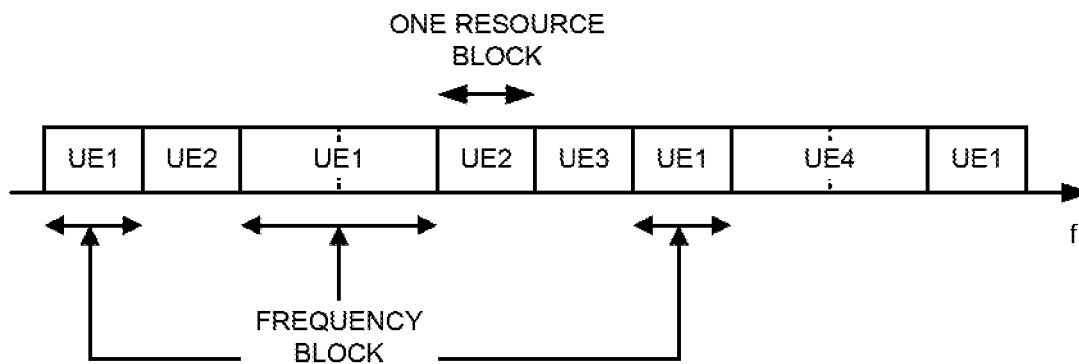 ONE RESOURCE
BLOCK
UE1 UE2 UE1 UE2 UE3 UE1 UE4 UE1
f
FREQUENCY
BLOCK